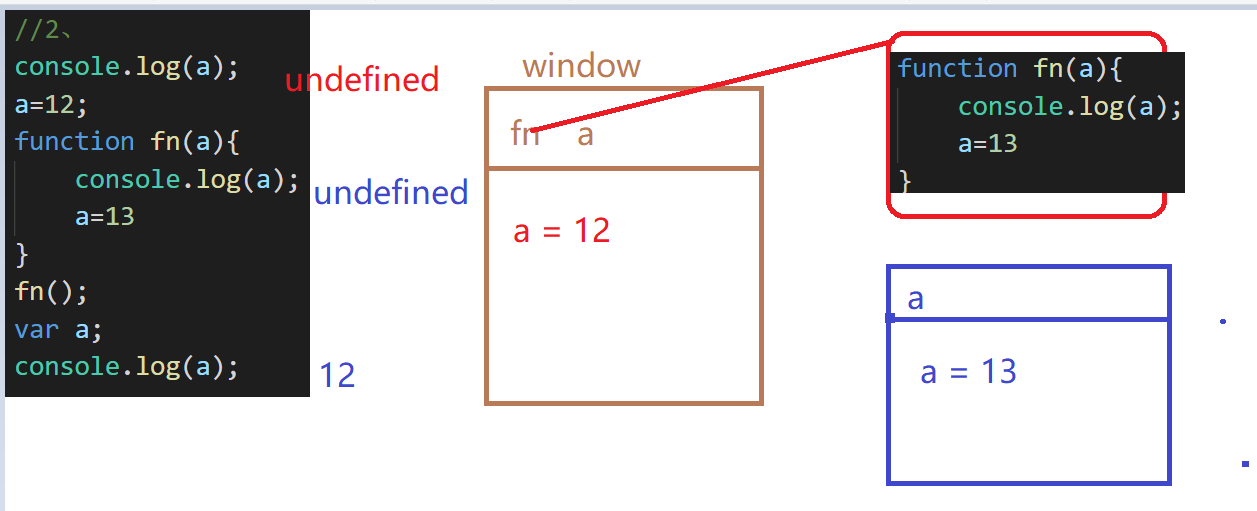 //2、
console.log(a);
undefined
a=12;
function fn(a){
console.log(a);
undefined
a=13
}
fn();
var a;
console.log(a);
12
window
fn a
a = 12
function fn(a){
console.log(a);
a=13
}
a
a = 13